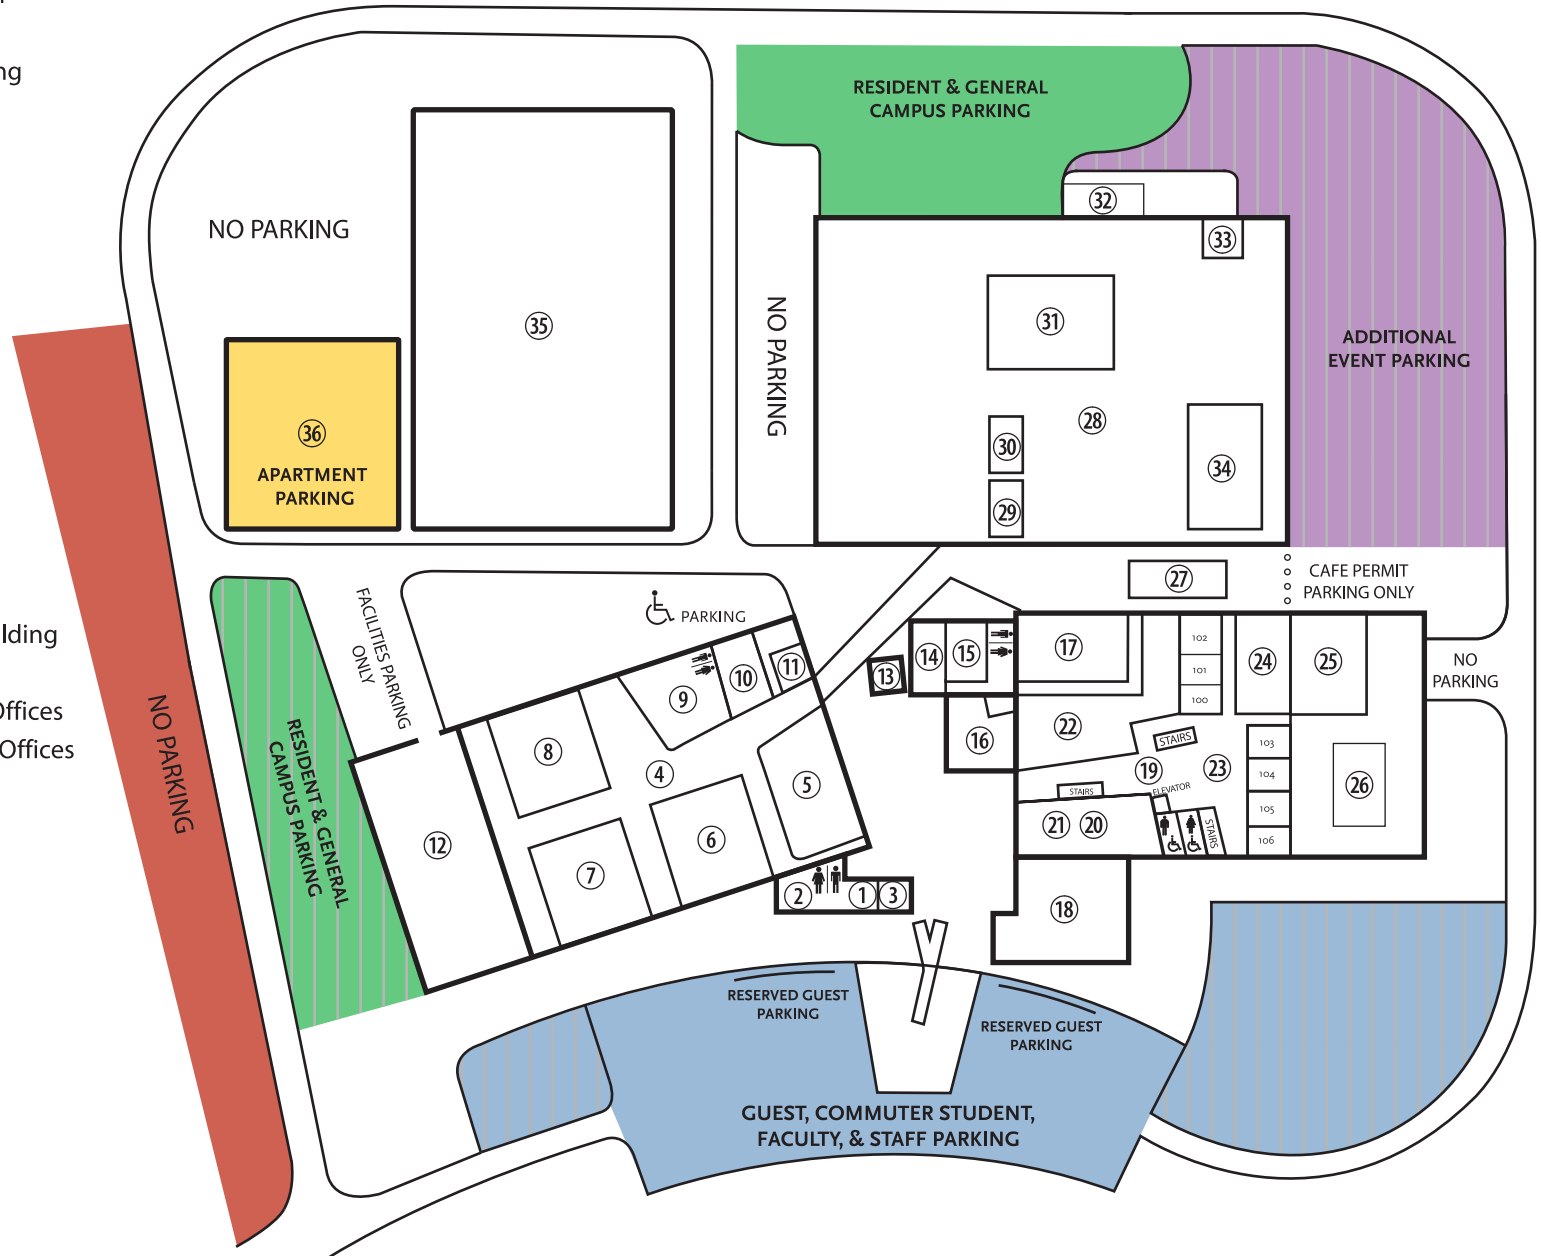 ng
lding
Offices
Offices
RESIDENT & GENERAL
CAMPUS PARKING
32
33
NO PARKING
35
31
NO PARKING
ADDITIONAL
EVENT PARKING
28
30
34
29
36
APARTMENT
PARKING
27
CAFE PERMIT
PARKING ONLY
FACILITIES PARKING
ONLY
PARKING
NO PARKING
RESIDENT & GENERAL
CAMPUS PARKING
13
14
15
17
102
101
100
24
25
NO
PARKING
11
10
9
8
4
5
6
7
12
16
22
STAIRS
19
23
ELEVATOR
STAIRS
21
20
STAIRS
103
104
105
106
26
2
1
3
18
RESERVED GUEST
PARKING
RESERVED GUEST
PARKING
GUEST, COMMUTER STUDENT,
FACULTY, & STAFF PARKING